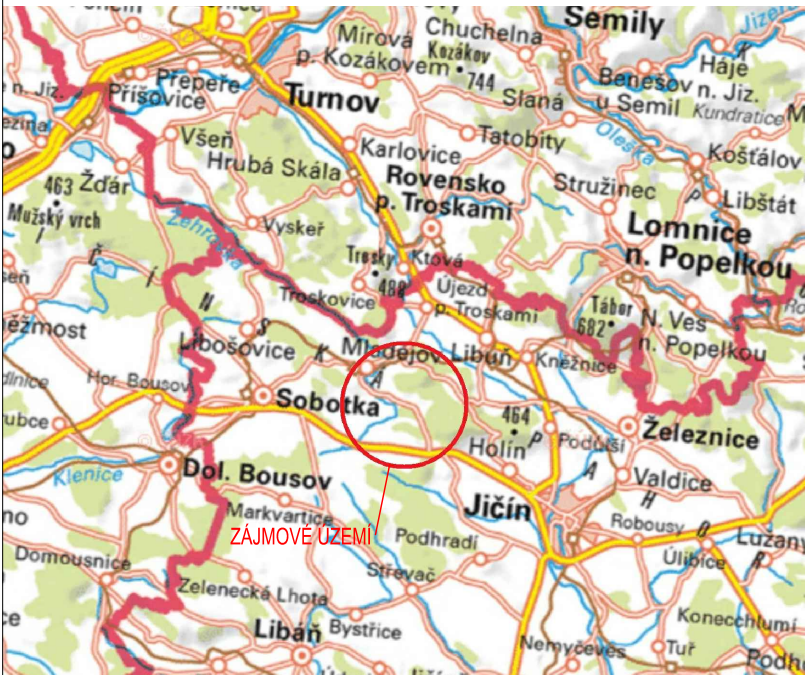 Chuchelna
Semily
Jizera
Mírová
p. Kozákovem
Kozákov
744
Háje
Benešov n. Jiz.
u Semil
Kundratice
n. Jiz.
Příšovice
Přepeře
Turnov
Slaná
Oleška
Všeň
Tatobity
Košťálov
Hrubá Skála
Karlovice
Rovensko
p. Troskami
Stružinec
Libštát
463
Žďár
Mužský vrch
Žehrovka
Vyskeř
Lomnice
n. Popelkou
Trosky
488
Ktová
Troskovice
Újezd
p. Troskami
Tábor
682
N. Ves
n. Popelkou
Libošovice
Mladějov
Libuň
Kněžnice
Hor. Bousov
Sobotka
464
Železnice
Podůlší
Holín
Klenice
Dol. Bousov
Valdice
Jičín
Markvartice
ZÁJMOVÉ ÚZEMÍ
Podhradí
Robousy
Úlibice
Lužany
Domousnice
Zelenecká Lhota
Střevač
Konecchlumí
Libáň
Bystřice
Nemyčeves
Tuř